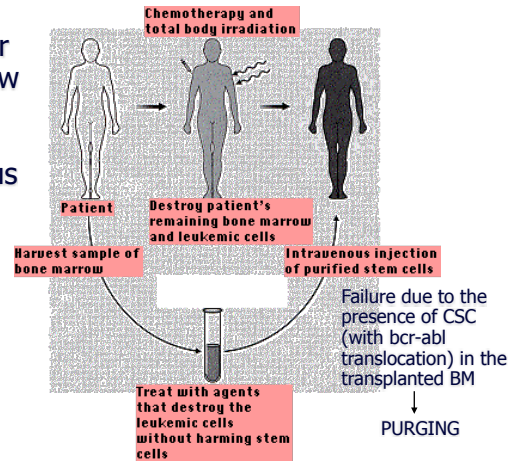 Chemotherapy and
total body irradiation
r
w
us
Patient
Destroy patient's
remaining bone marrow
and leukemic cells
Harvest sample of
bone marrow
Intravenous injection
of purified stem cells
Failure due to the
presence of CSC
(with bcr-abl
translocation) in the
transplanted BM
PURGING
Treat with agents
that destroy the
leukemic cells
without harming stem
cells